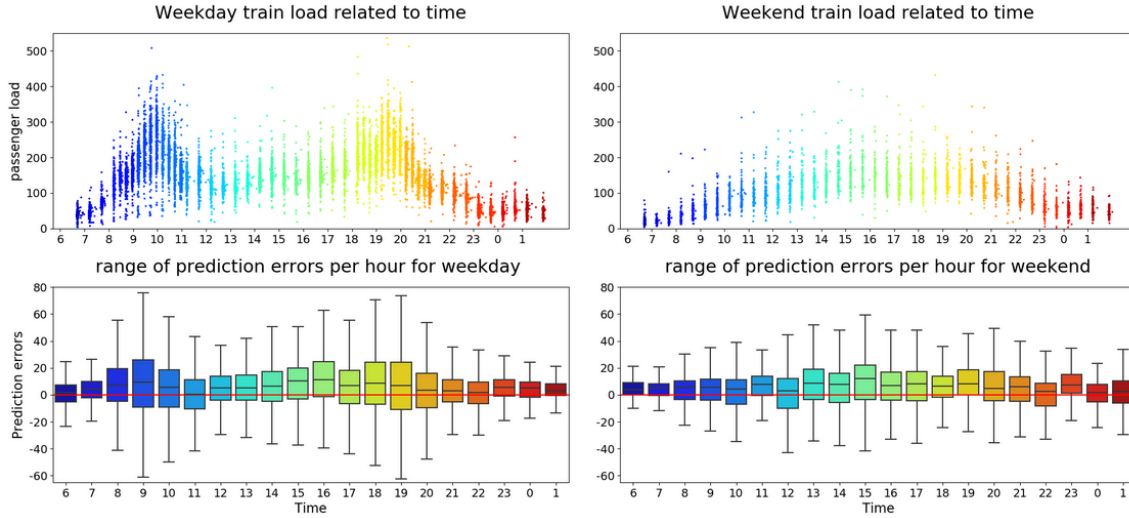 Weekday train load related to time
Weekend train load related to time
passenger load
500
400
300
200
100
0
6 7 8 9 10 11 12 13 14 15 16 17 18 19 20 21 22 23 0 1
500
400
300
200
100
0
6 7 8 9 10 11 12 13 14 15 16 17 18 19 20 21 22 23 0 1
range of prediction errors per hour for weekday
range of prediction errors per hour for weekend
Prediction errors
80
60
40
20
0
-20
-40
-60
6 7 8 9 10 11 12 13 14 15 16 17 18 19 20 21 22 23 0 1
Time
80
60
40
20
0
-20
-40
-60
6 7 8 9 10 11 12 13 14 15 16 17 18 19 20 21 22 23 0 1
Time